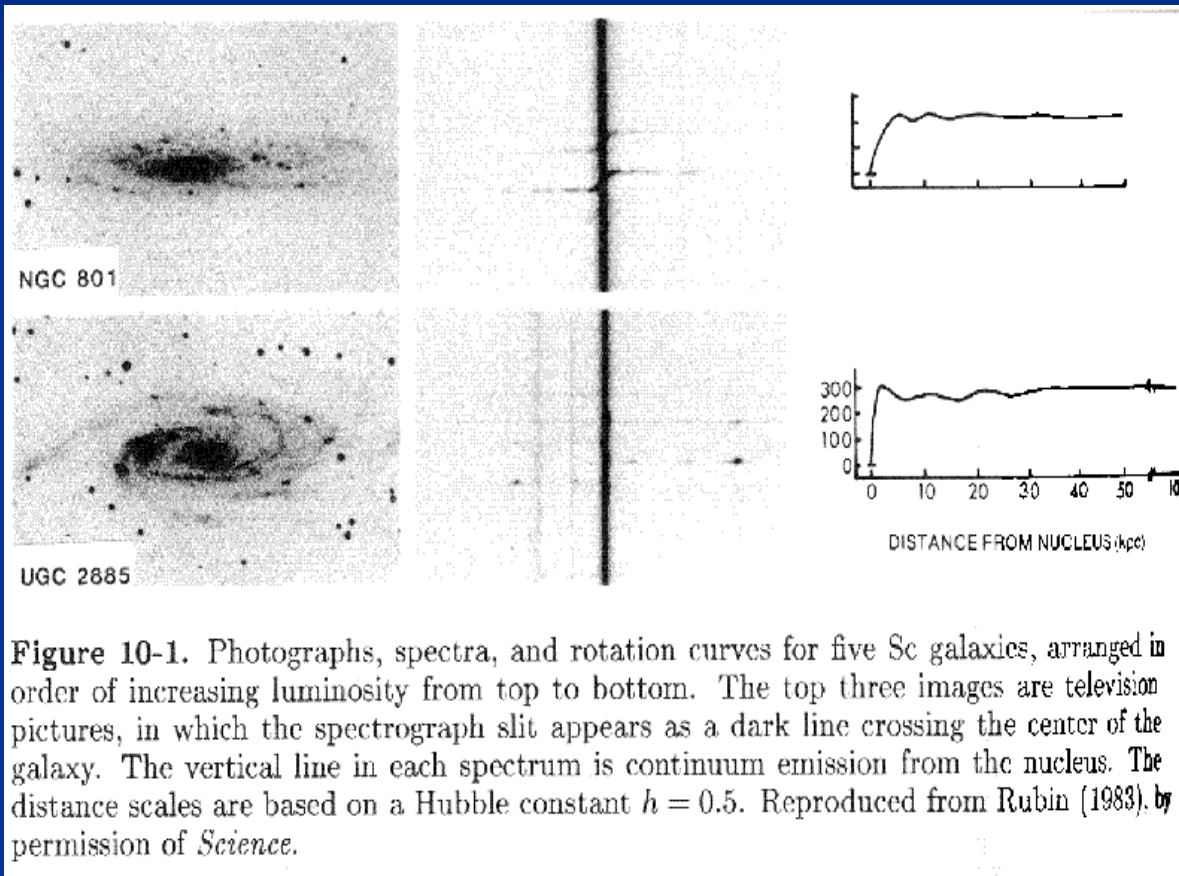 NGC 801
300
200
100
0
0 10 20 30 40 50
DISTANCE FROM NUCLEUS (kpc)
UGC 2885
Figure 10-1. Photographs, spectra, and rotation curves for five Sc galaxies, arranged in
order of increasing luminosity from top to bottom. The top three images are television
pictures, in which the spectrograph slit appears as a dark line crossing the center of the
galaxy. The vertical line in each spectrum is continuum emission from the nucleus. The
distance scales are based on a Hubble constant h = 0.5. Reproduced from Rubin (1983), by
permission of Science.